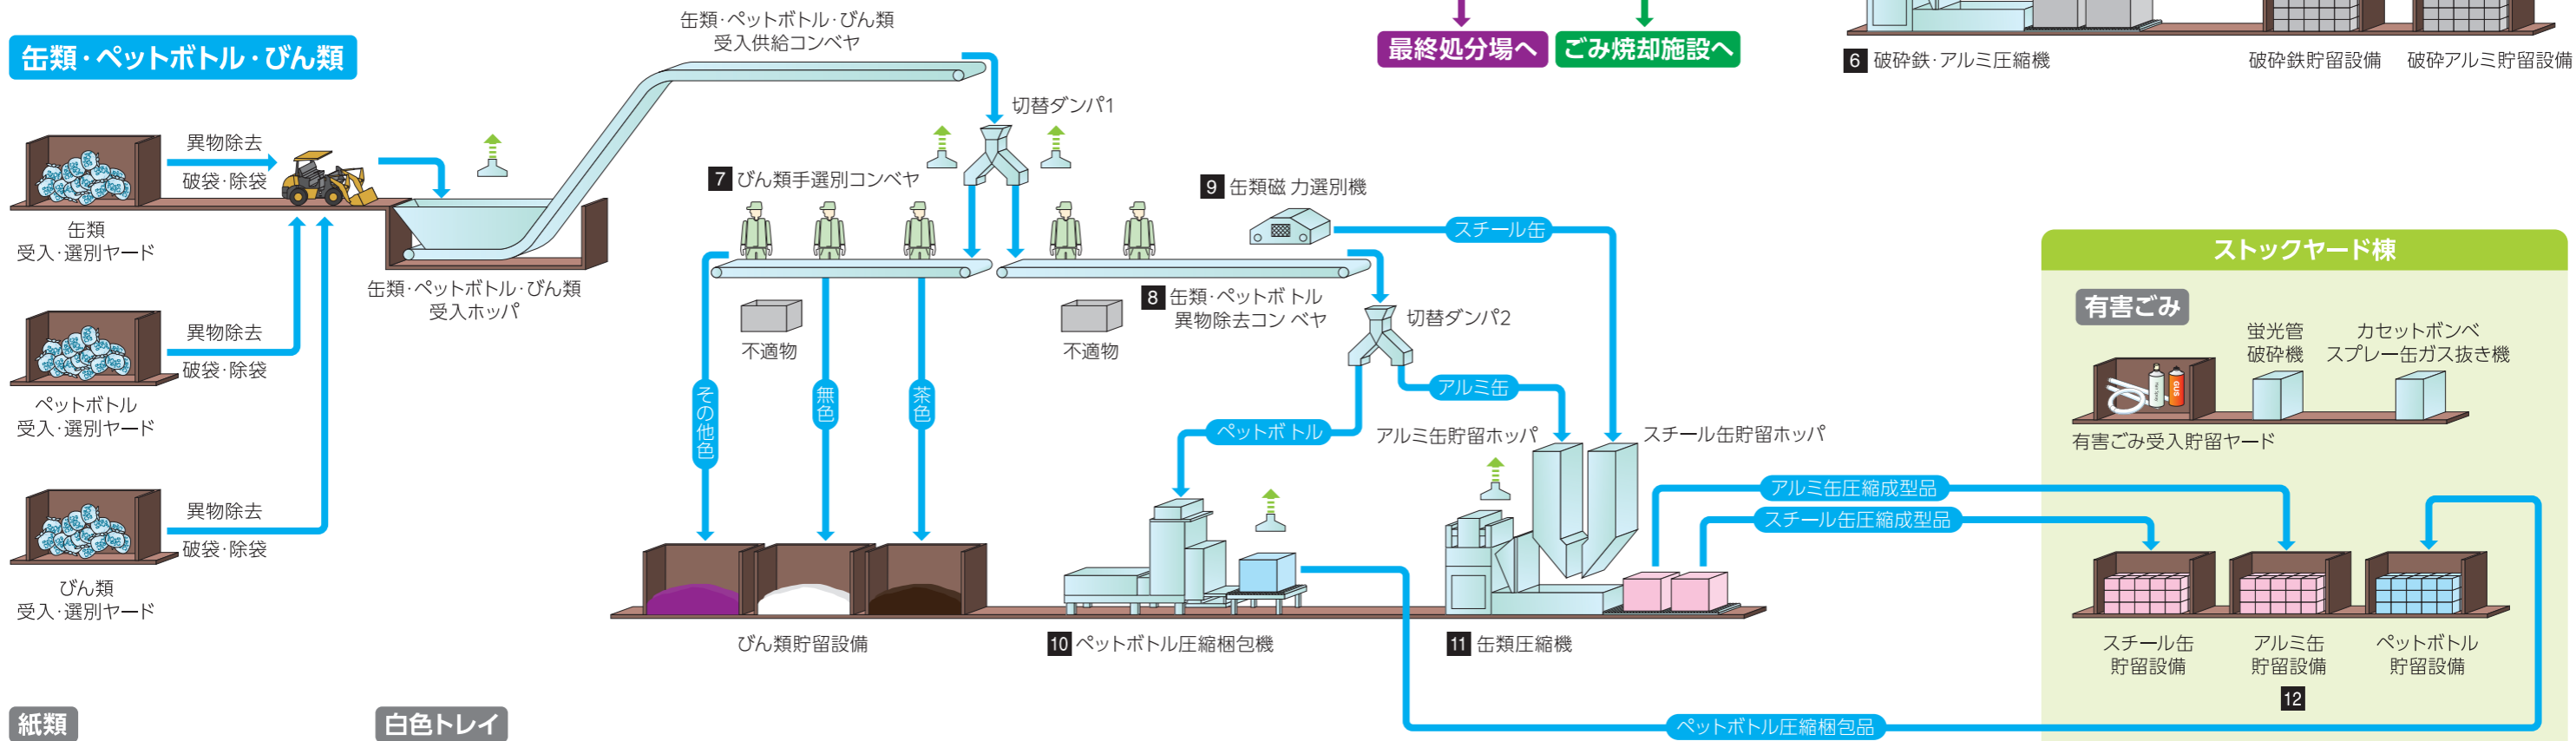 缶類・ペットボトル・びん類
缶類・ペットボトル・びん類
受入供給コンベヤ
最終処分場へ
ごみ焼却施設へ
6 破砕鉄・アルミ圧縮機
破砕鉄貯留設備
破砕アルミ貯留設備
異物除去
破袋・除袋
缶類
受入・選別ヤード
異物除去
破袋・除袋
ペットボトル
受入・選別ヤード
異物除去
破袋・除袋
びん類
受入・選別ヤード
缶類・ペットボトル・びん類
受入ホッパ
切替ダンパ1
7 びん類手選別コンベヤ
不適物
その他色
無色
茶色
びん類貯留設備
不適物
8 缶類・ペットボトル
異物除去コンベヤ
9 缶類磁力選別機
スチール缶
切替ダンパ2
アルミ缶
ペットボトル
アルミ缶貯留ホッパ
スチール缶貯留ホッパ
10 ペットボトル圧縮梱包機
11 缶類圧縮機
アルミ缶圧縮成型品
スチール缶圧縮成型品
ペットボトル圧縮梱包品
ストックヤード棟
有害ごみ
蛍光管
破砕機
カセットボンベ
スプレー缶ガス抜き機
GUS
有害ごみ受入貯留ヤード
スチール缶
貯留設備
アルミ缶
貯留設備
12
ペットボトル
貯留設備
紙類
白色トレイ